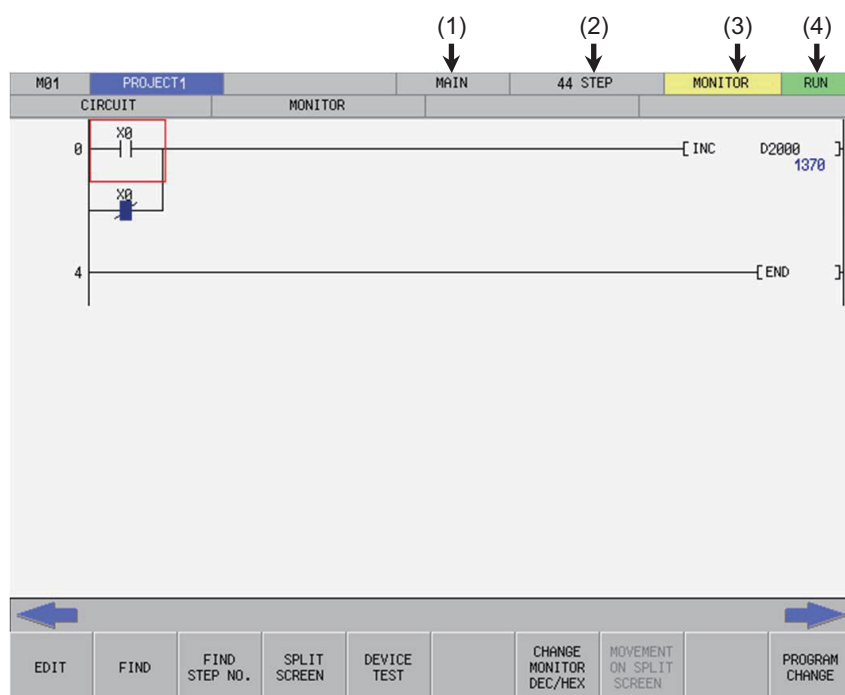 (1) (2) (3) (4)
M01 PROJECT1 MAIN 44 STEP MONITOR RUN
CIRCUIT MONITOR
X0
0 INC D2000
1370
X0
4 END
EDIT FIND FIND STEP NO. SPLIT SCREEN DEVICE TEST CHANGE MONITOR DEC/HEX MOVEMENT ON SPLIT SCREEN PROGRAM CHANGE